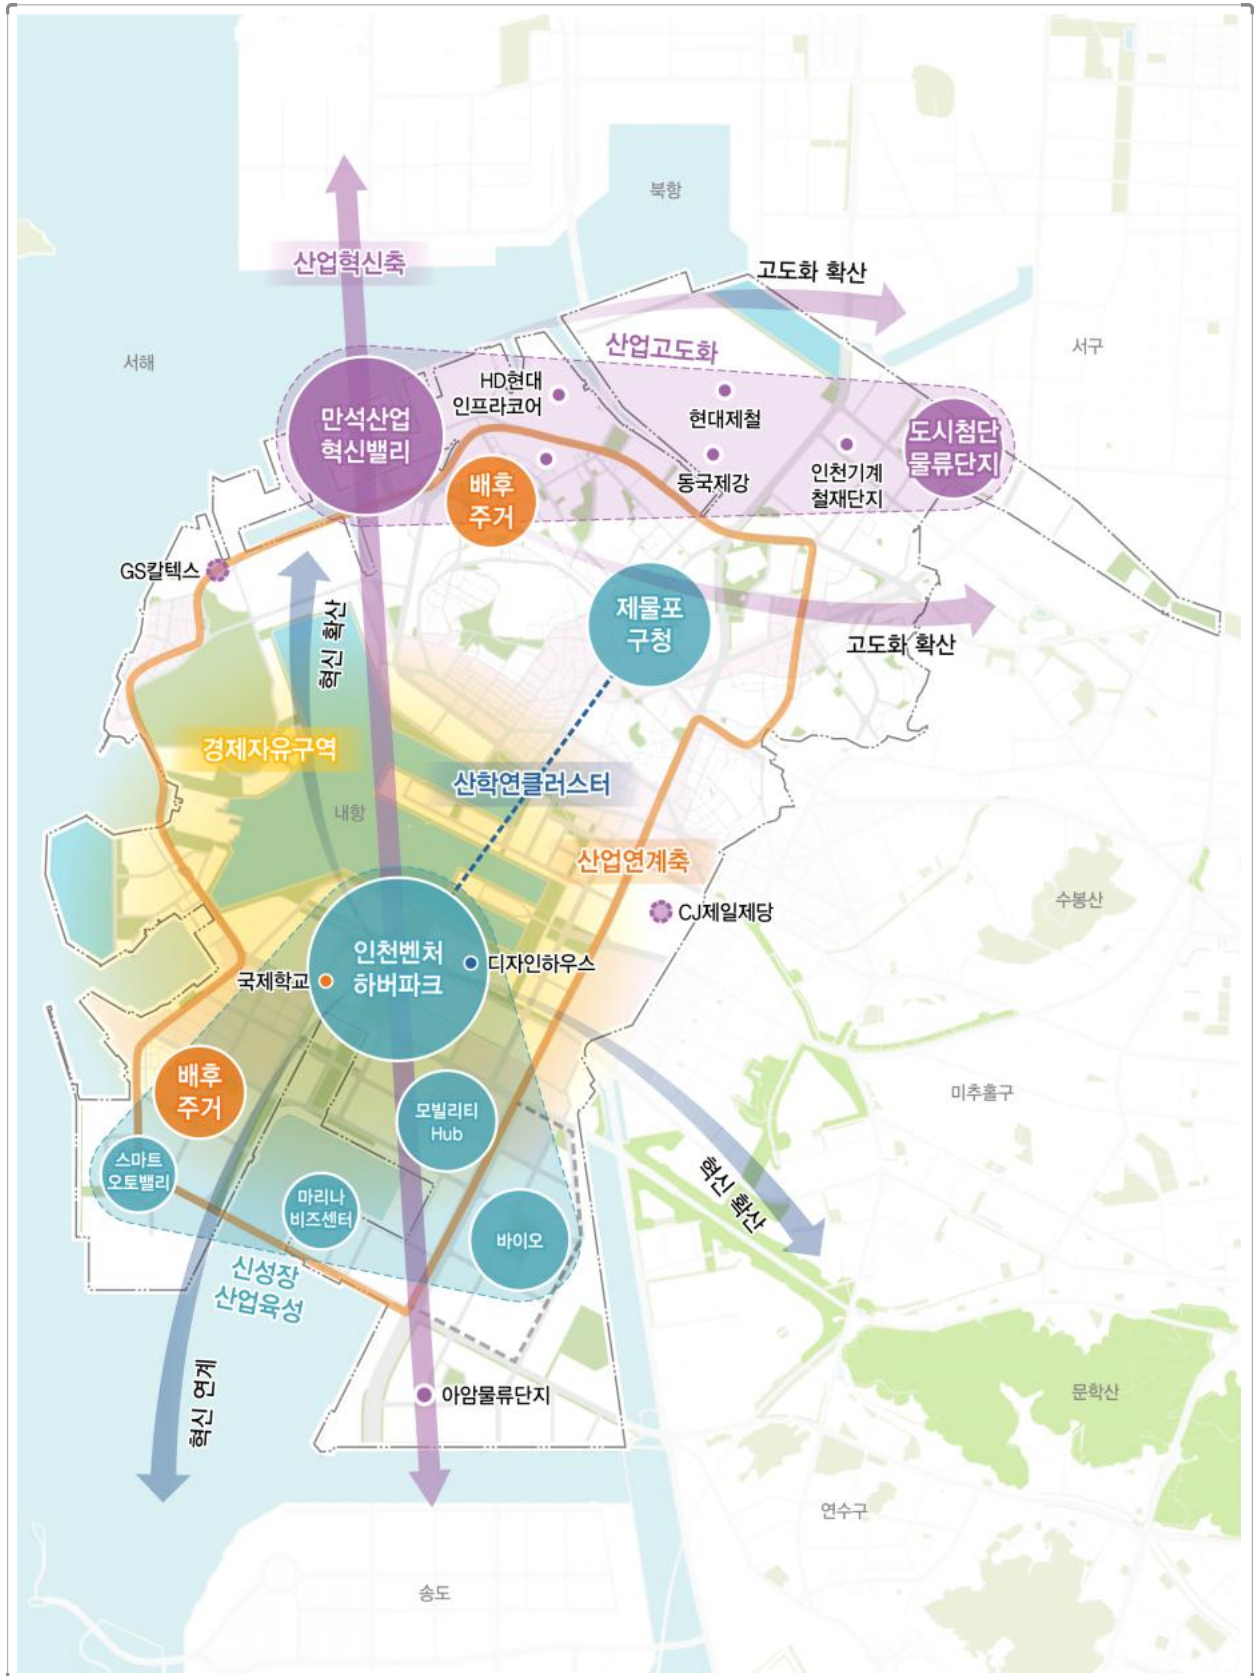 북항
산업혁신축
고도화 확산
서해
산업고도화
서구
HD현대
인프라코어
현대제철
만석산업
혁신밸리
도시첨단
물류단지
동국제강
인천기계
철재단지
배후
주거
GS칼텍스
혁신 확산
제물포
구청
고도화 확산
경제자유구역
산학연클러스터
내항
산업연계축
수봉산
CJ제일제당
인천벤처
하버파크
디자인하우스
국제학교
배후
주거
모빌리티
Hub
미추홀구
스마트
오토밸리
마리나
비즈센터
바이오
혁신 확산
신성장
산업육성
혁신 연계
아암물류단지
문학산
연수구
송도